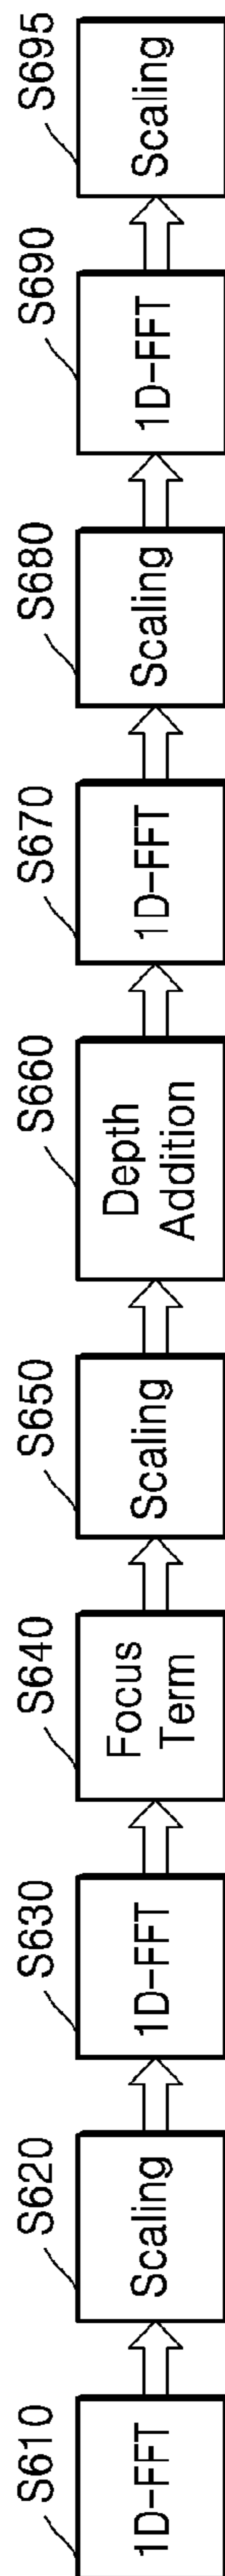 S610
1D-FFT
S620
Scaling
S630
1D-FFT
S640
Focus
Term
S650
Scaling
S660
Depth
Addition
S670
1D-FFT
S680
Scaling
S690
1D-FFT
S695
Scaling